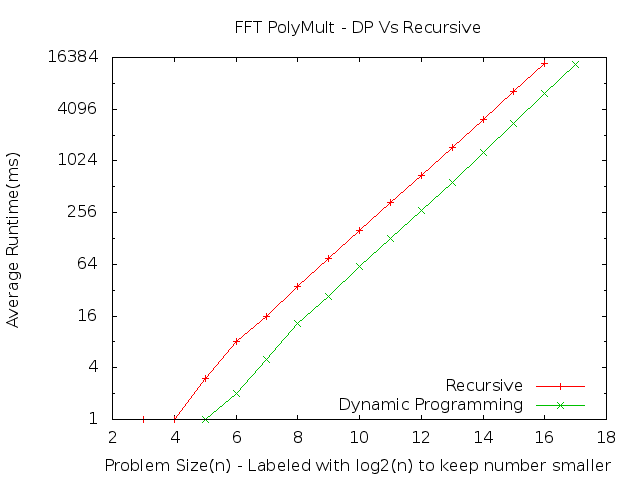 FFT PolyMult - DP Vs Recursive
Average Runtime(ms)
16384
4096
1024
256
64
16
4
1
Recursive
Dynamic Programming
2 4 6 8 10 12 14 16 18
Problem Size(n) - Labeled with log2(n) to keep number smaller